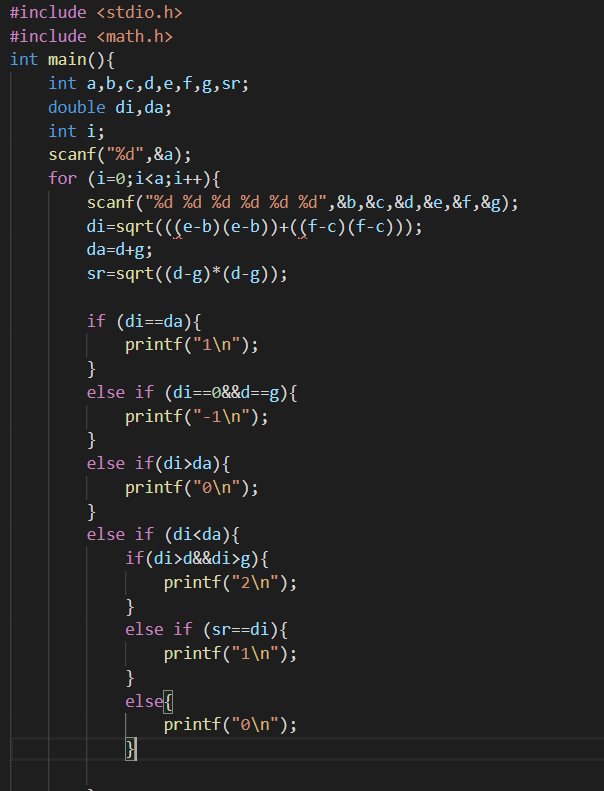 #include <stdio.h>
#include <math.h>
int main(){
    int a,b,c,d,e,f,g,sr;
    double di,da;
    int i;
    scanf("%d",&a);
    for (i=0;i<a;i++){
        scanf("%d %d %d %d %d %d",&b,&c,&d,&e,&f,&g);
        di=sqrt(((e-b)(e-b))+((f-c)(f-c)));
        da=d+g;
        sr=sqrt((d-g)*(d-g));

        if (di==da){
            printf("1\n");
        }
        else if (di==0&&d==g){
            printf("-1\n");
        }
        else if(di>da){
            printf("0\n");
        }
        else if (di<da){
            if(di>d&&di>g){
                printf("2\n");
            }
            else if (sr==di){
                printf("1\n");
            }
            else{
                printf("0\n");
            }